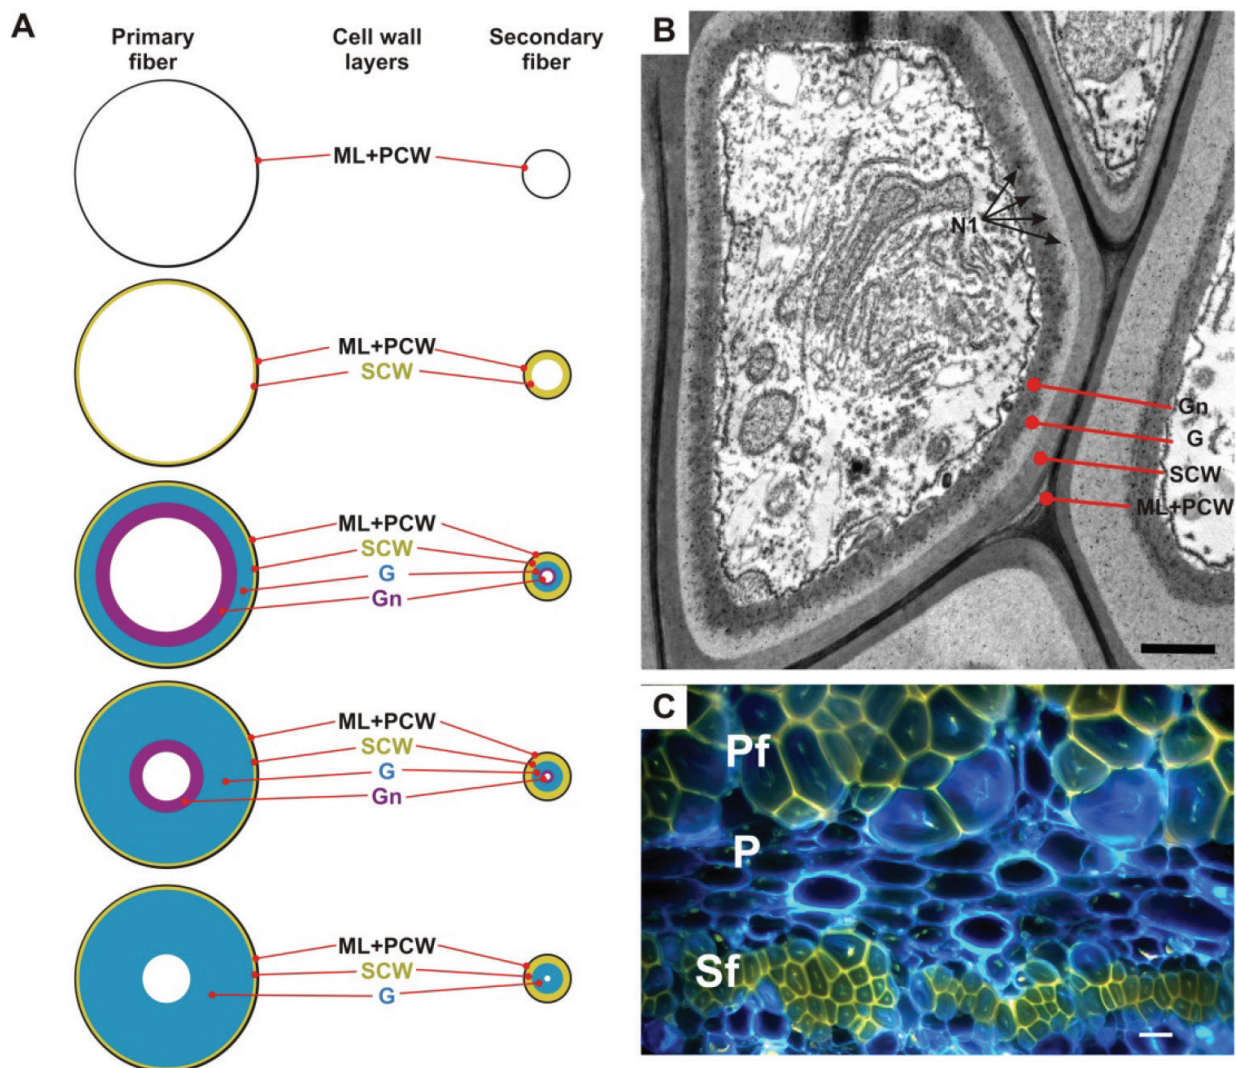 A
Primary
fiber
Cell wall
layers
Secondary
fiber
ML+PCW
ML+PCW
SCW
ML+PCW
SCW
G
Gn
ML+PCW
SCW
G
Gn
ML+PCW
SCW
G
B
N1
Gn
G
SCW
ML+PCW
C
Pf
P
Sf